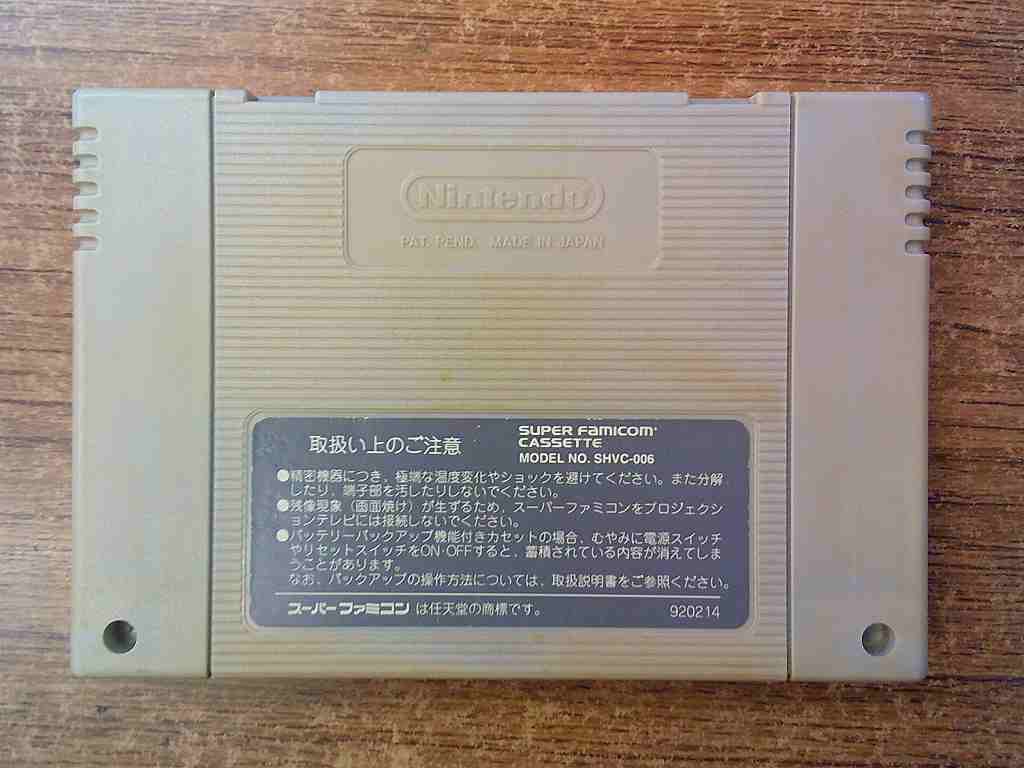 Nintendo
PAT. PEND. MADE IN JAPAN
取扱い上のご注意
SUPER FAMICOM
CASSETTE
MODEL NO. SHVC-006
●精密機器につき、極端な温度変化やショックを避けてください。また分解
したり、端子部を汚したりしないでください。
●残像現象（画面焼け）が生ずるため、スーパーファミコンをプロジェクシ
ョンテレビには接続しないでください。
●バッテリーバックアップ機能付きカセットの場合、むやみに電源スイッチ
やリセットスイッチをON・OFFすると、蓄積されている内容が消えてしま
うことがあります。
なお、バックアップの操作方法については、取扱説明書をご参照ください。
スーパーファミコンは任天堂の商標です。
920214